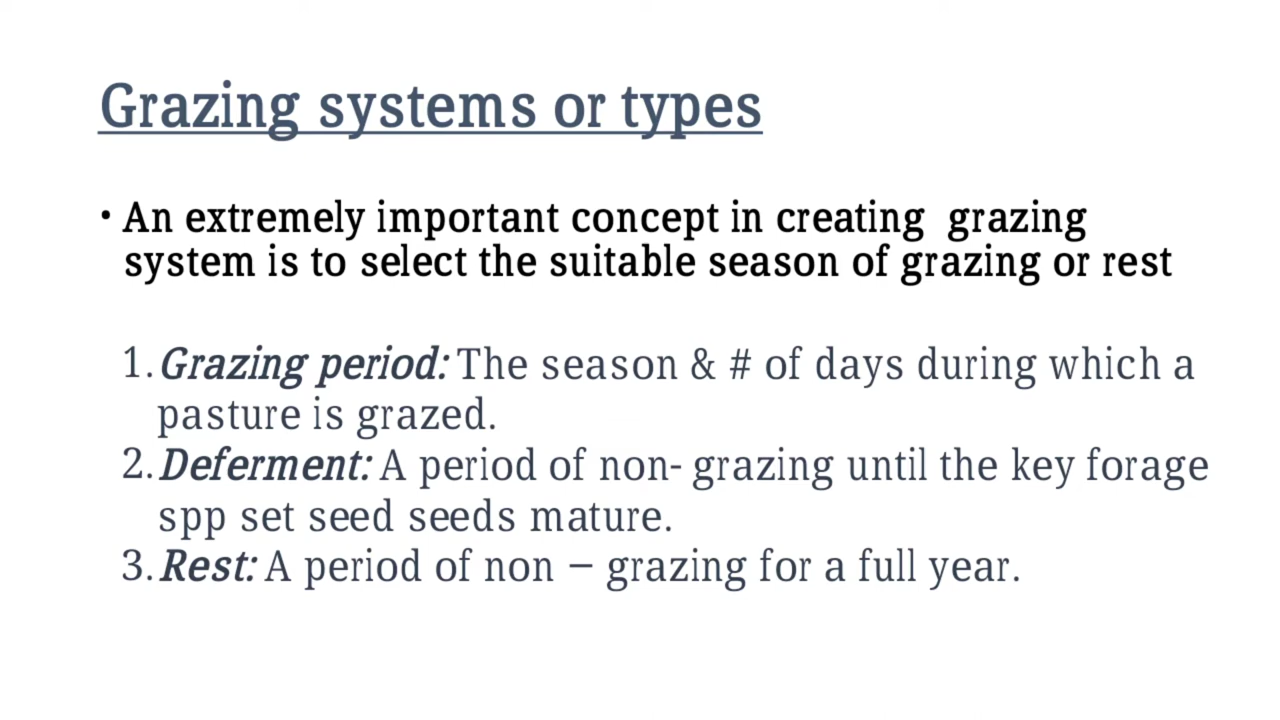 Grazing systems or types
• An extremely important concept in creating  grazing
system is to select the suitable season of grazing or rest
1. Grazing period: The season & # of days during which a
pasture is grazed.
2. Deferment: A period of non- grazing until the key forage
spp set seed seeds mature.
3. Rest: A period of non – grazing for a full year.